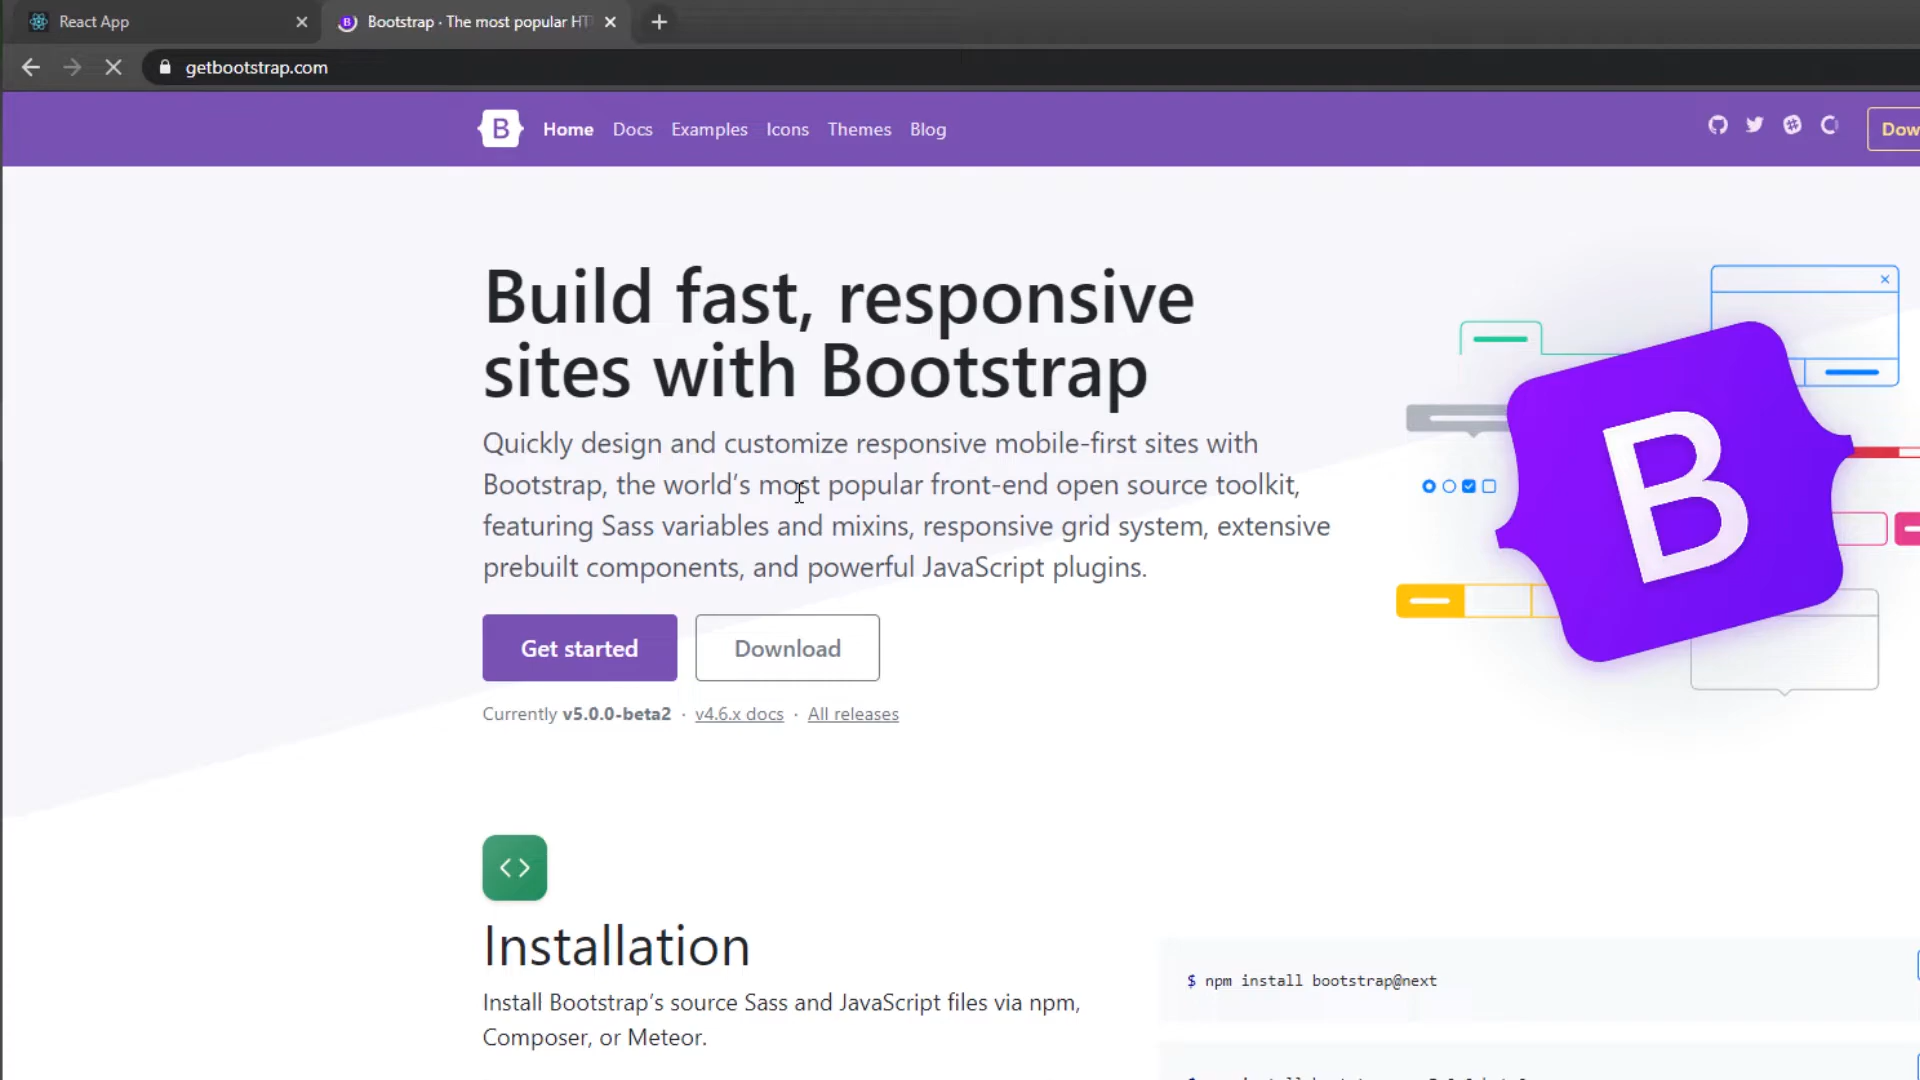 React App
Bootstrap · The most popular HT
getbootstrap.com
B Home Docs Examples Icons Themes Blog
Dow
Build fast, responsive
sites with Bootstrap
Quickly design and customize responsive mobile-first sites with
Bootstrap, the world’s most popular front-end open source toolkit,
featuring Sass variables and mixins, responsive grid system, extensive
prebuilt components, and powerful JavaScript plugins.
B
Get started Download
Currently v5.0.0-beta2 · v4.6.x docs · All releases
Installation
Install Bootstrap’s source Sass and JavaScript files via npm,
Composer, or Meteor.
$ npm install bootstrap@next